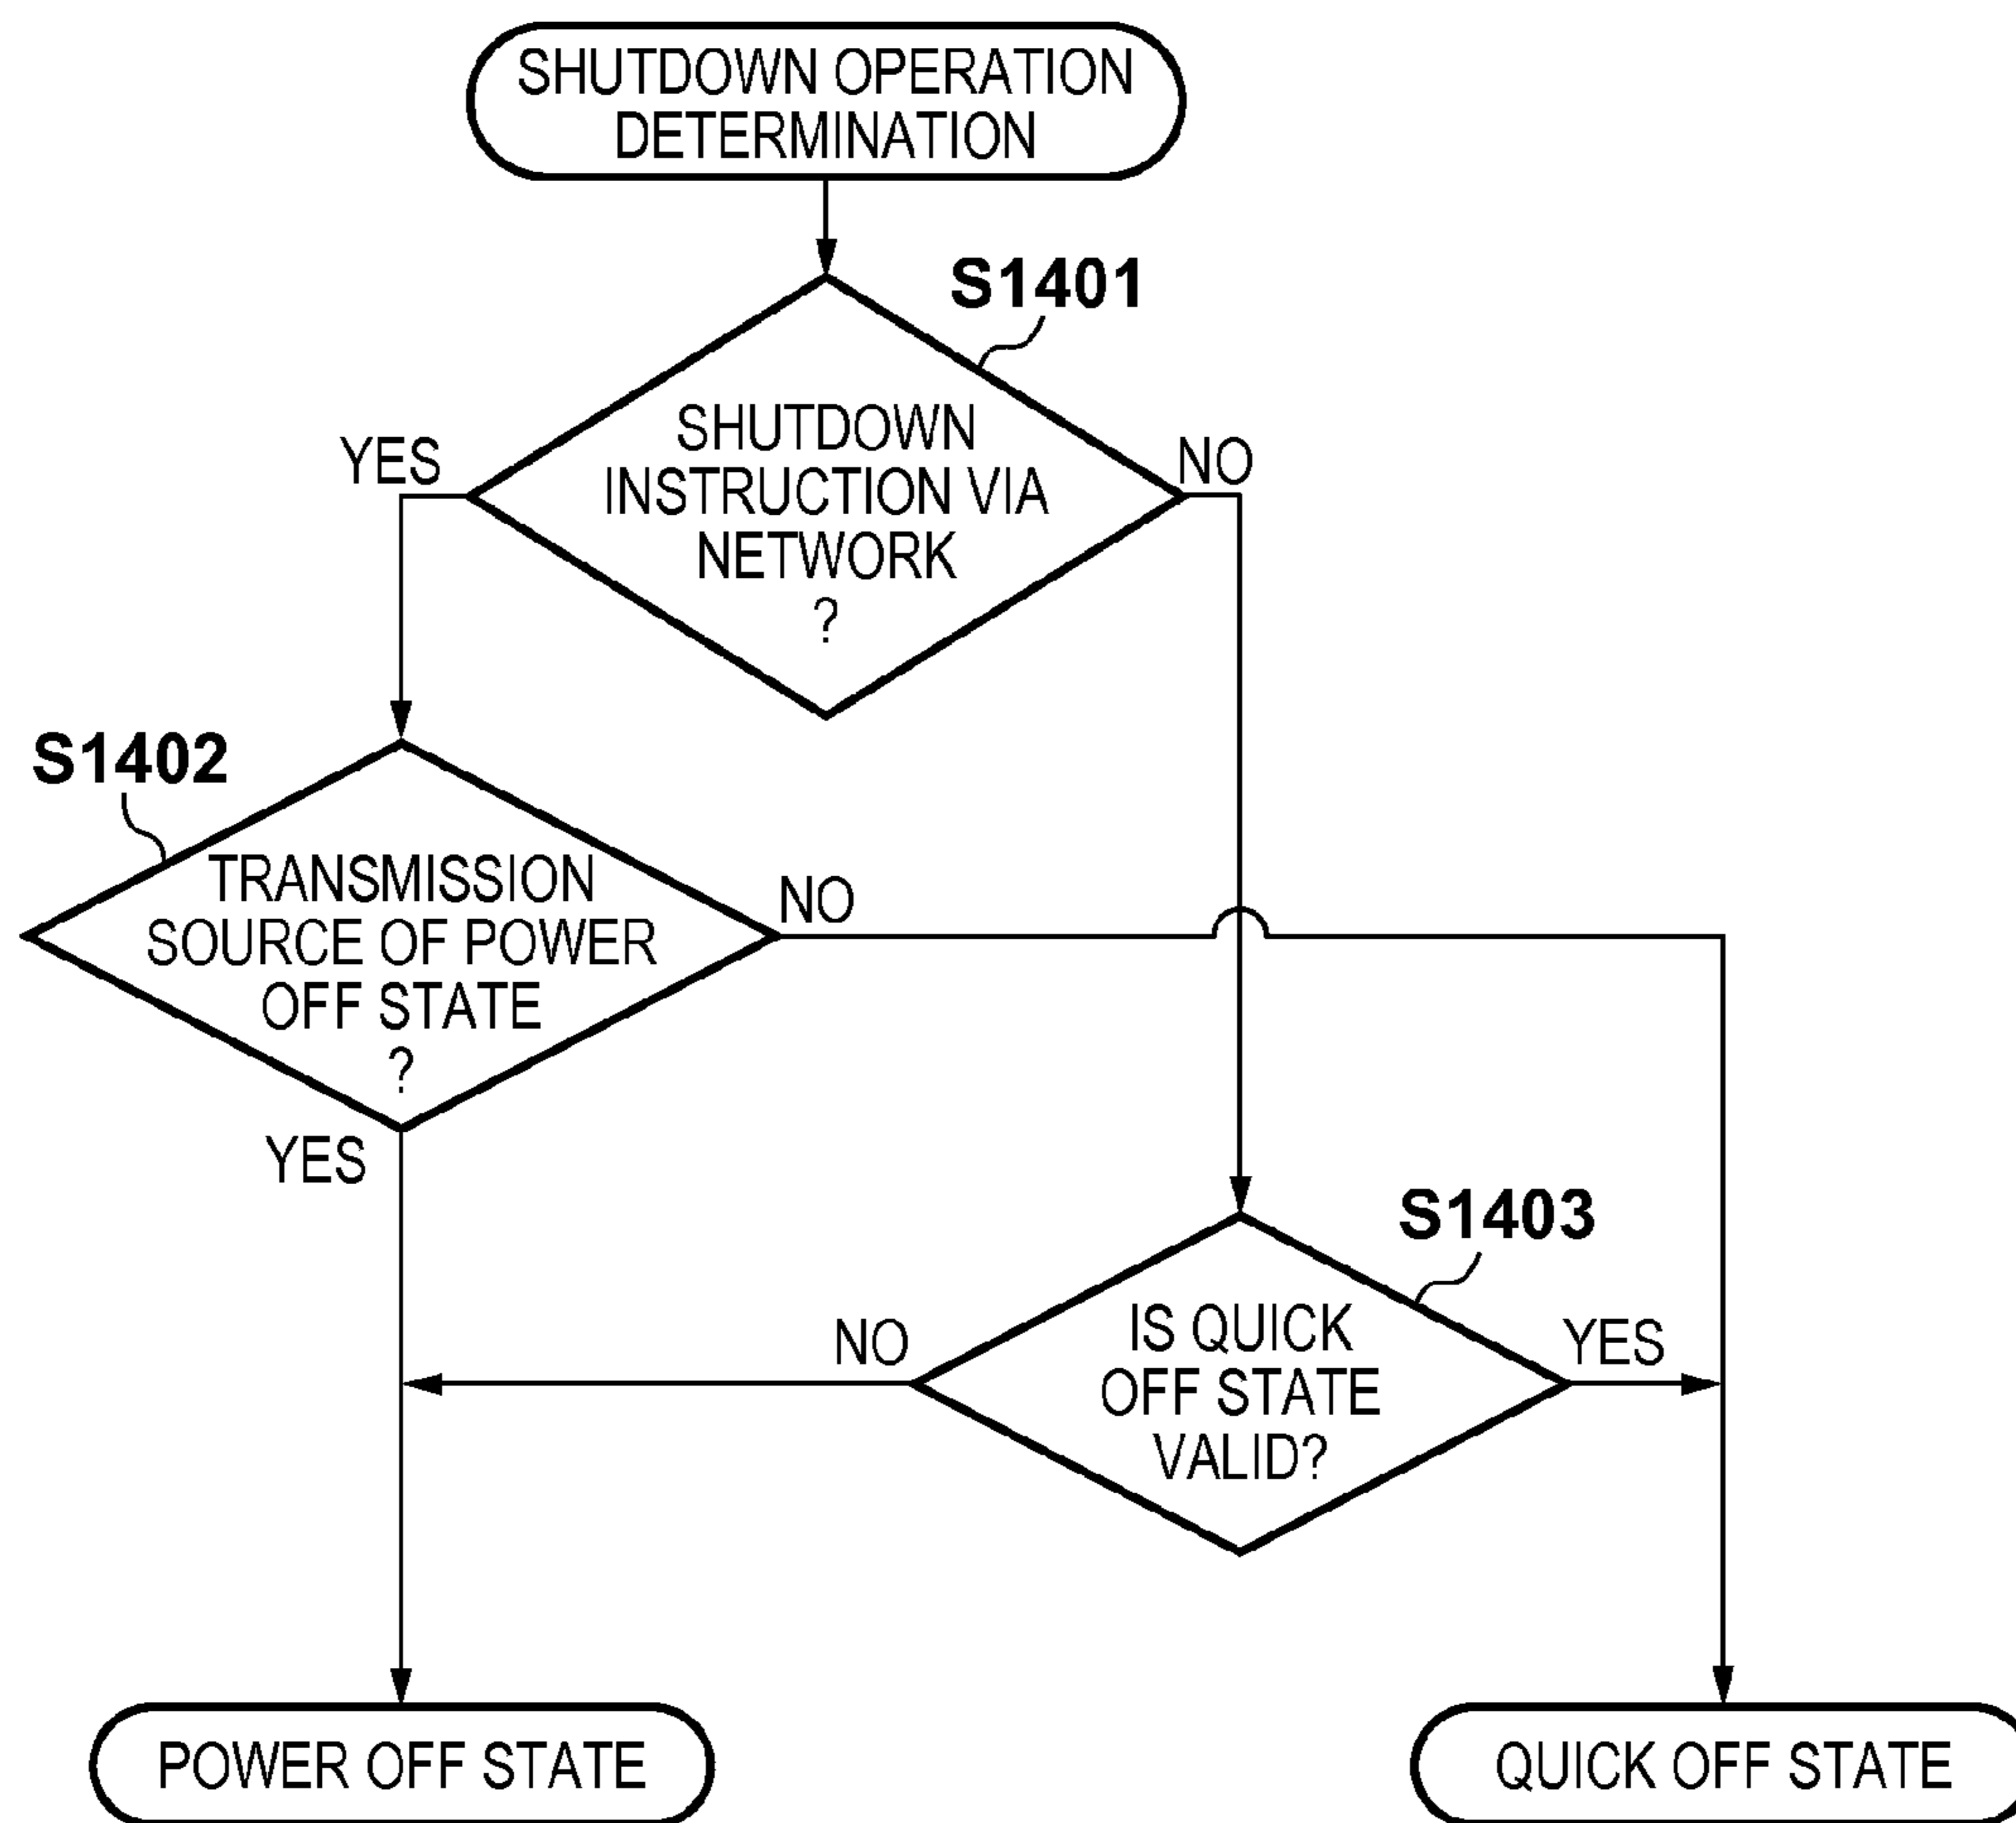 SHUTDOWN OPERATION
DETERMINATION
S1401
SHUTDOWN
INSTRUCTION VIA
NETWORK
?
YES
NO
S1402
TRANSMISSION
SOURCE OF POWER
OFF STATE
?
NO
YES
S1403
IS QUICK
OFF STATE
VALID?
NO
YES
POWER OFF STATE
QUICK OFF STATE